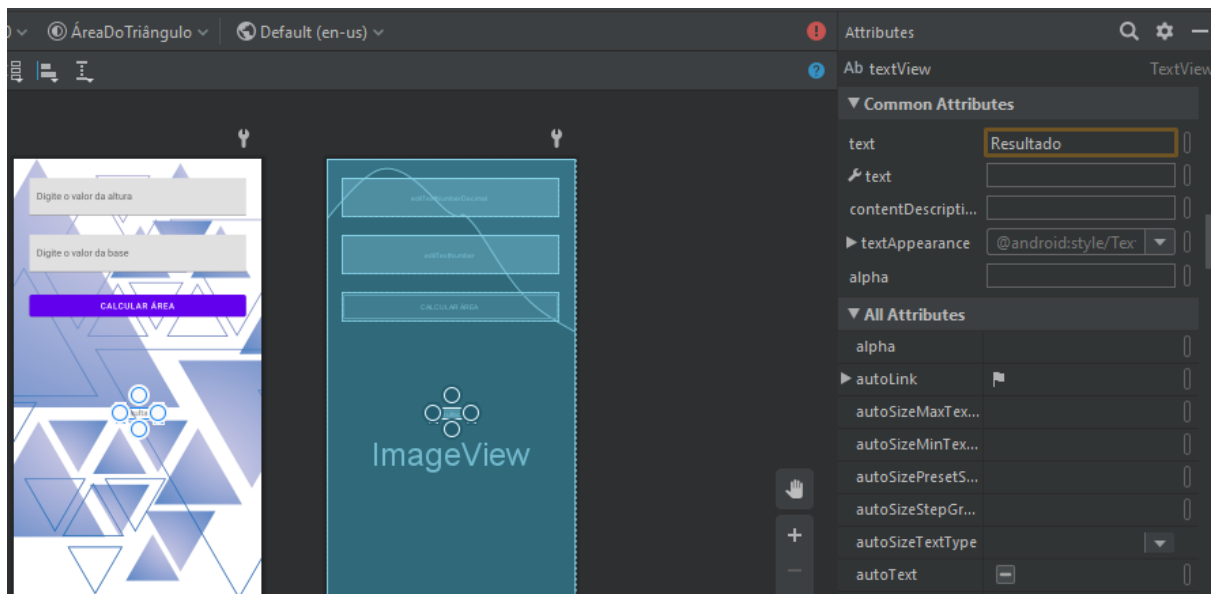 ÁreaDoTriângulo
Default (en-us)
Attributes
Ab textView
TextView
Common Attributes
text
Resultado
text
contentDescripti...
textAppearance
@android:style/Tex
alpha
All Attributes
alpha
autoLink
autoSizeMaxTex...
autoSizeMinTex...
autoSizePresetS...
autoSizeStepGr...
autoSizeTextType
autoText
Digite o valor da altura
Digite o valor da base
CALCULAR ÁREA
editTextNumberDecimal
editTextNumber
CALCULAR ÁREA
ImageView